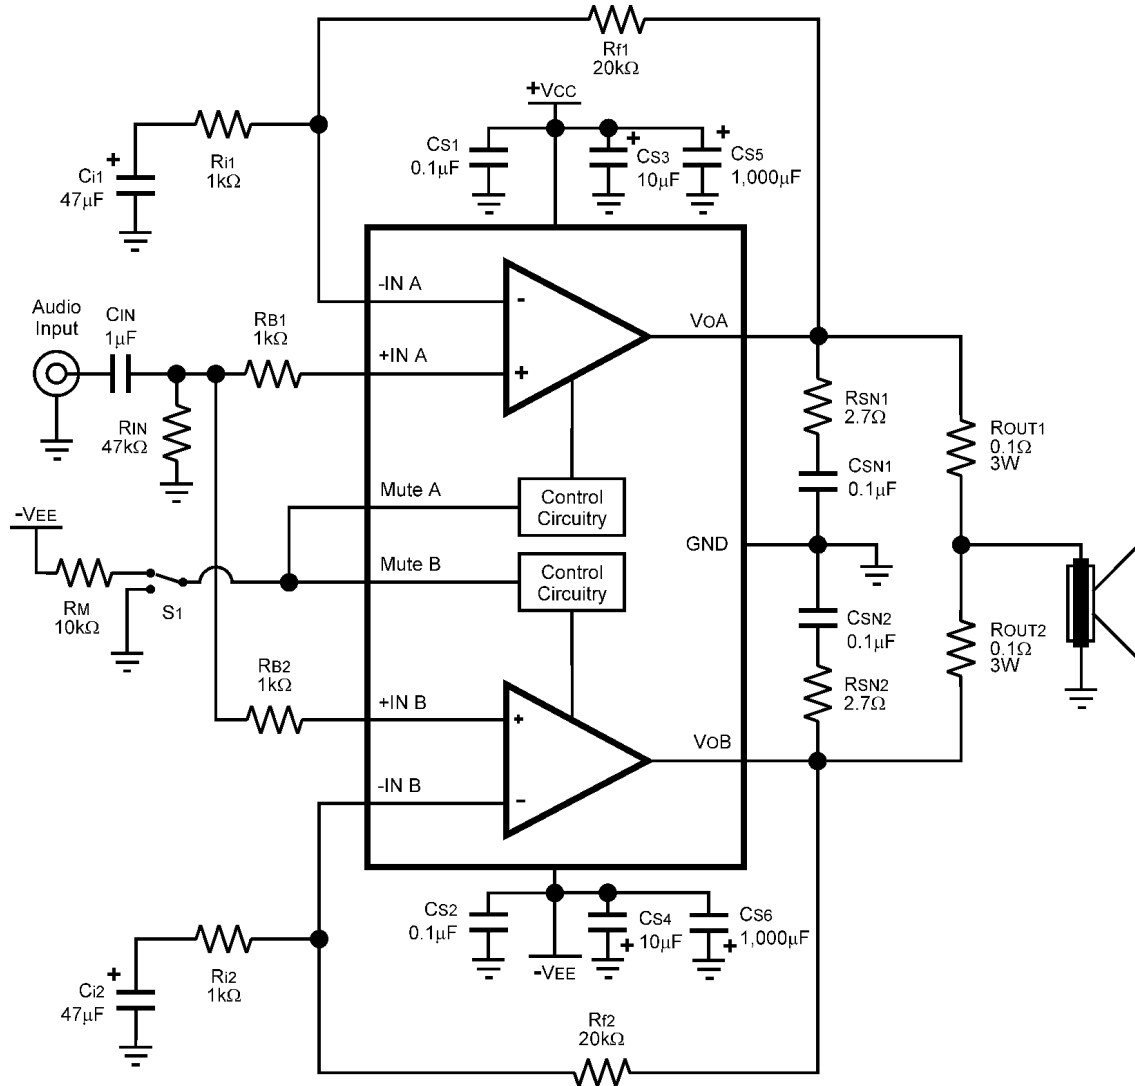 Rf1
20kΩ
+VCC
CS1
0.1µF
+
CS3
10µF
+
CS5
1,000µF
Ri1
1kΩ
+
Ci1
47µF
-IN A
-
Audio
Input
CIN
1µF
RB1
1kΩ
+IN A
+
VOA
RIN
47kΩ
RSN1
2.7Ω
ROUT1
0.1Ω
3W
CSN1
0.1µF
Mute A
Control
Circuitry
-VEE
GND
Mute B
Control
Circuitry
RM
10kΩ
S1
CSN2
0.1µF
ROUT2
0.1Ω
3W
RB2
1kΩ
RSN2
2.7Ω
+IN B
+
VOB
-IN B
-
CS2
0.1µF
CS4
10µF
+
CS6
1,000µF
+
-VEE
Ri2
1kΩ
+
Ci2
47µF
Rf2
20kΩ